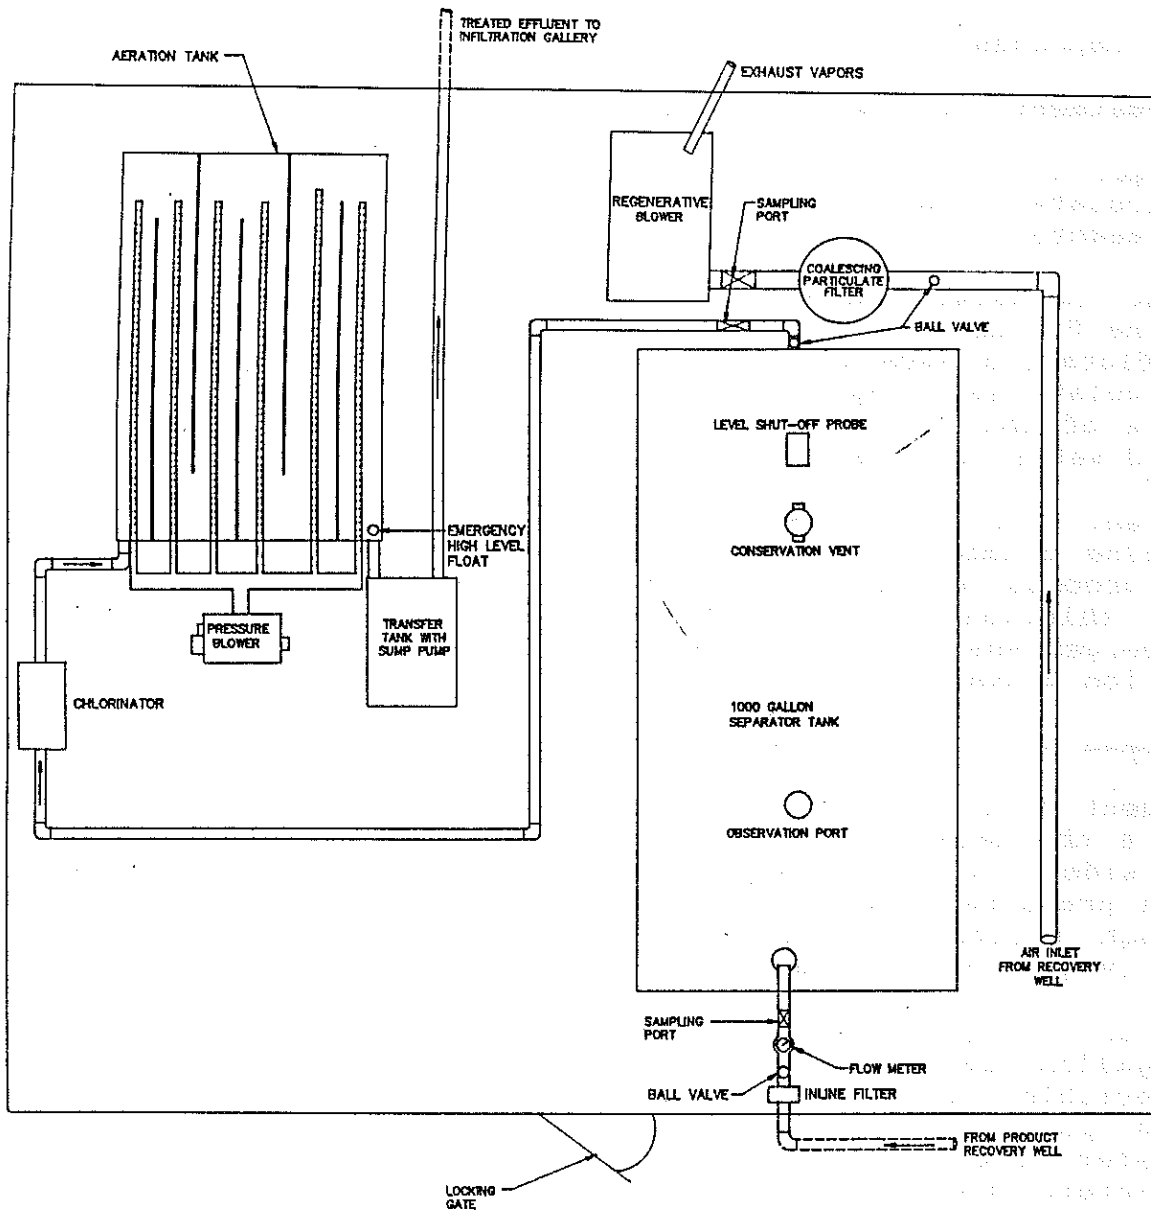 TREATED EFFLUENT TO
INFILTRATION GALLERY
AERATION TANK
EXHAUST VAPORS
REGENERATIVE
BLOWER
SAMPLING
PORT
COALESCING
PARTICULATE
FILTER
BALL VALVE
LEVEL SHUT-OFF PROBE
CONSERVATION VENT
EMERGENCY
HIGH LEVEL
FLOAT
PRESSURE
BLOWER
TRANSFER
TANK WITH
SUMP PUMP
CHLORINATOR
1000 GALLON
SEPARATOR TANK
OBSERVATION PORT
AIR INLET
FROM RECOVERY
WELL
SAMPLING
PORT
FLOW METER
BALL VALVE
INLINE FILTER
FROM PRODUCT
RECOVERY WELL
LOCKING
GATE